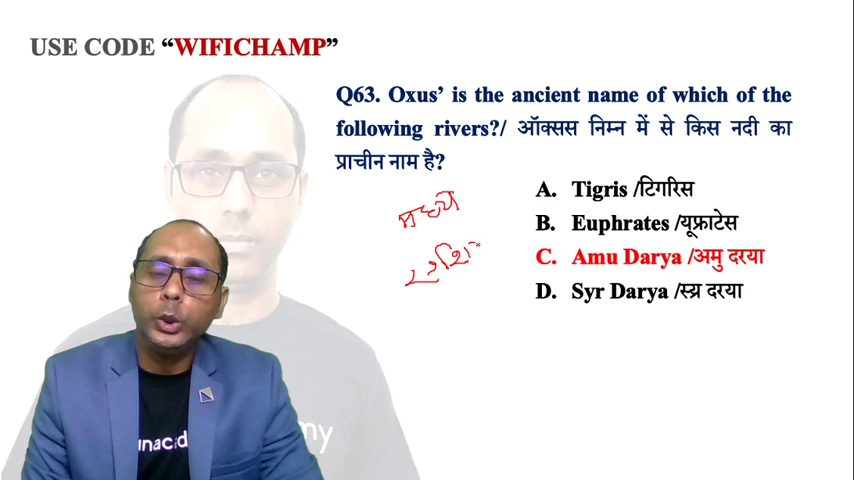 USE CODE “WIFICHAMP”
Q63. Oxus’ is the ancient name of which of the
following rivers?/ ऑक्सस निम्न में से किस नदी का
प्राचीन नाम है?
A. Tigris /टिगरिस
B. Euphrates /यूफ्राटेस
C. Amu Darya /अमु दरया
D. Syr Darya /स्य्र दरया
मध्य